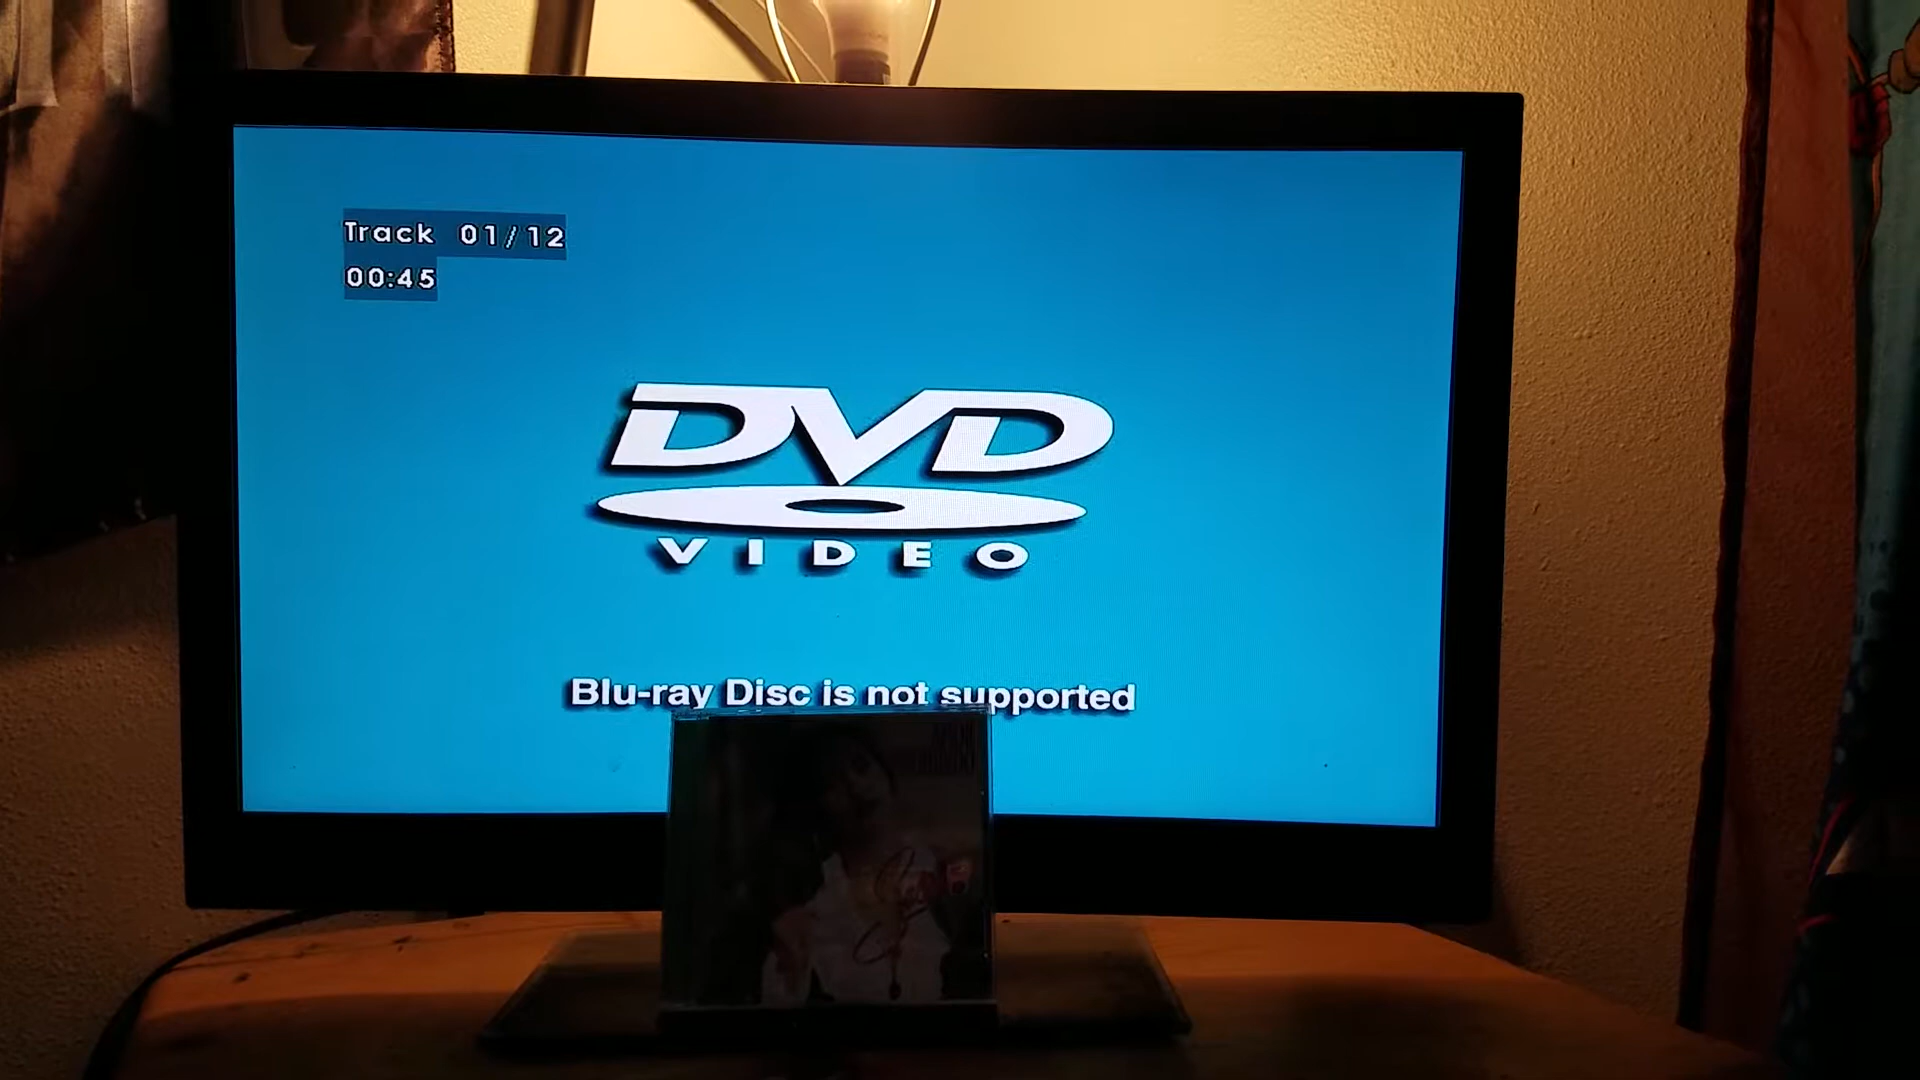 Track 01/12
00:45
DVD
VIDEO
Blu-ray Disc is not supported